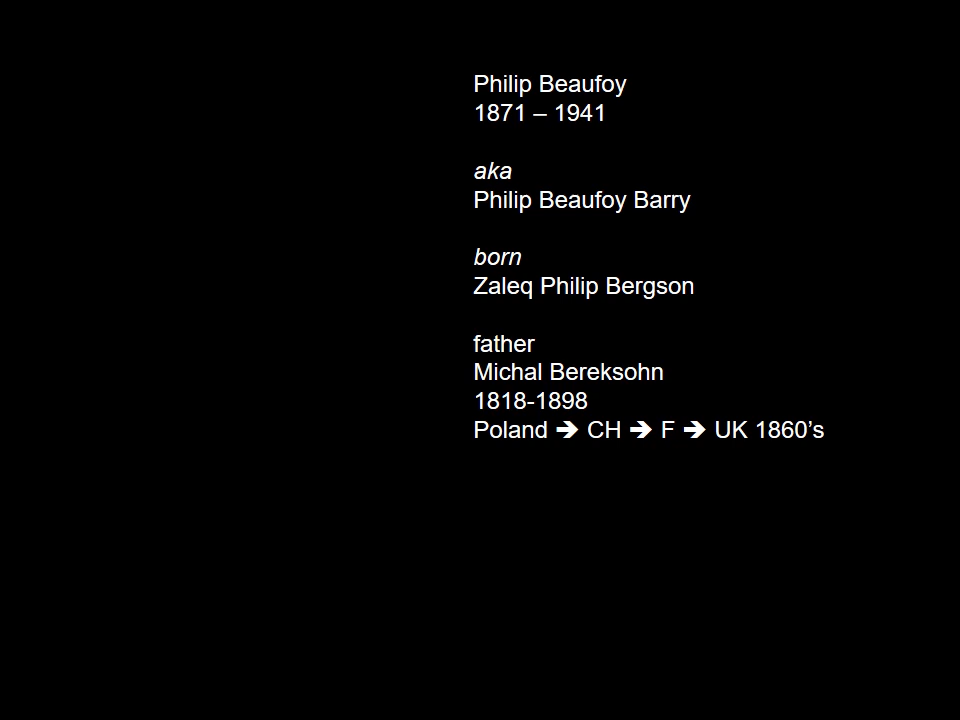 Philip Beaufoy
1871 – 1941
aka
Philip Beaufoy Barry
born
Zaleq Philip Bergson
father
Michal Bereksohn
1818-1898
Poland 🡺 CH 🡺 F 🡺 UK 1860’s